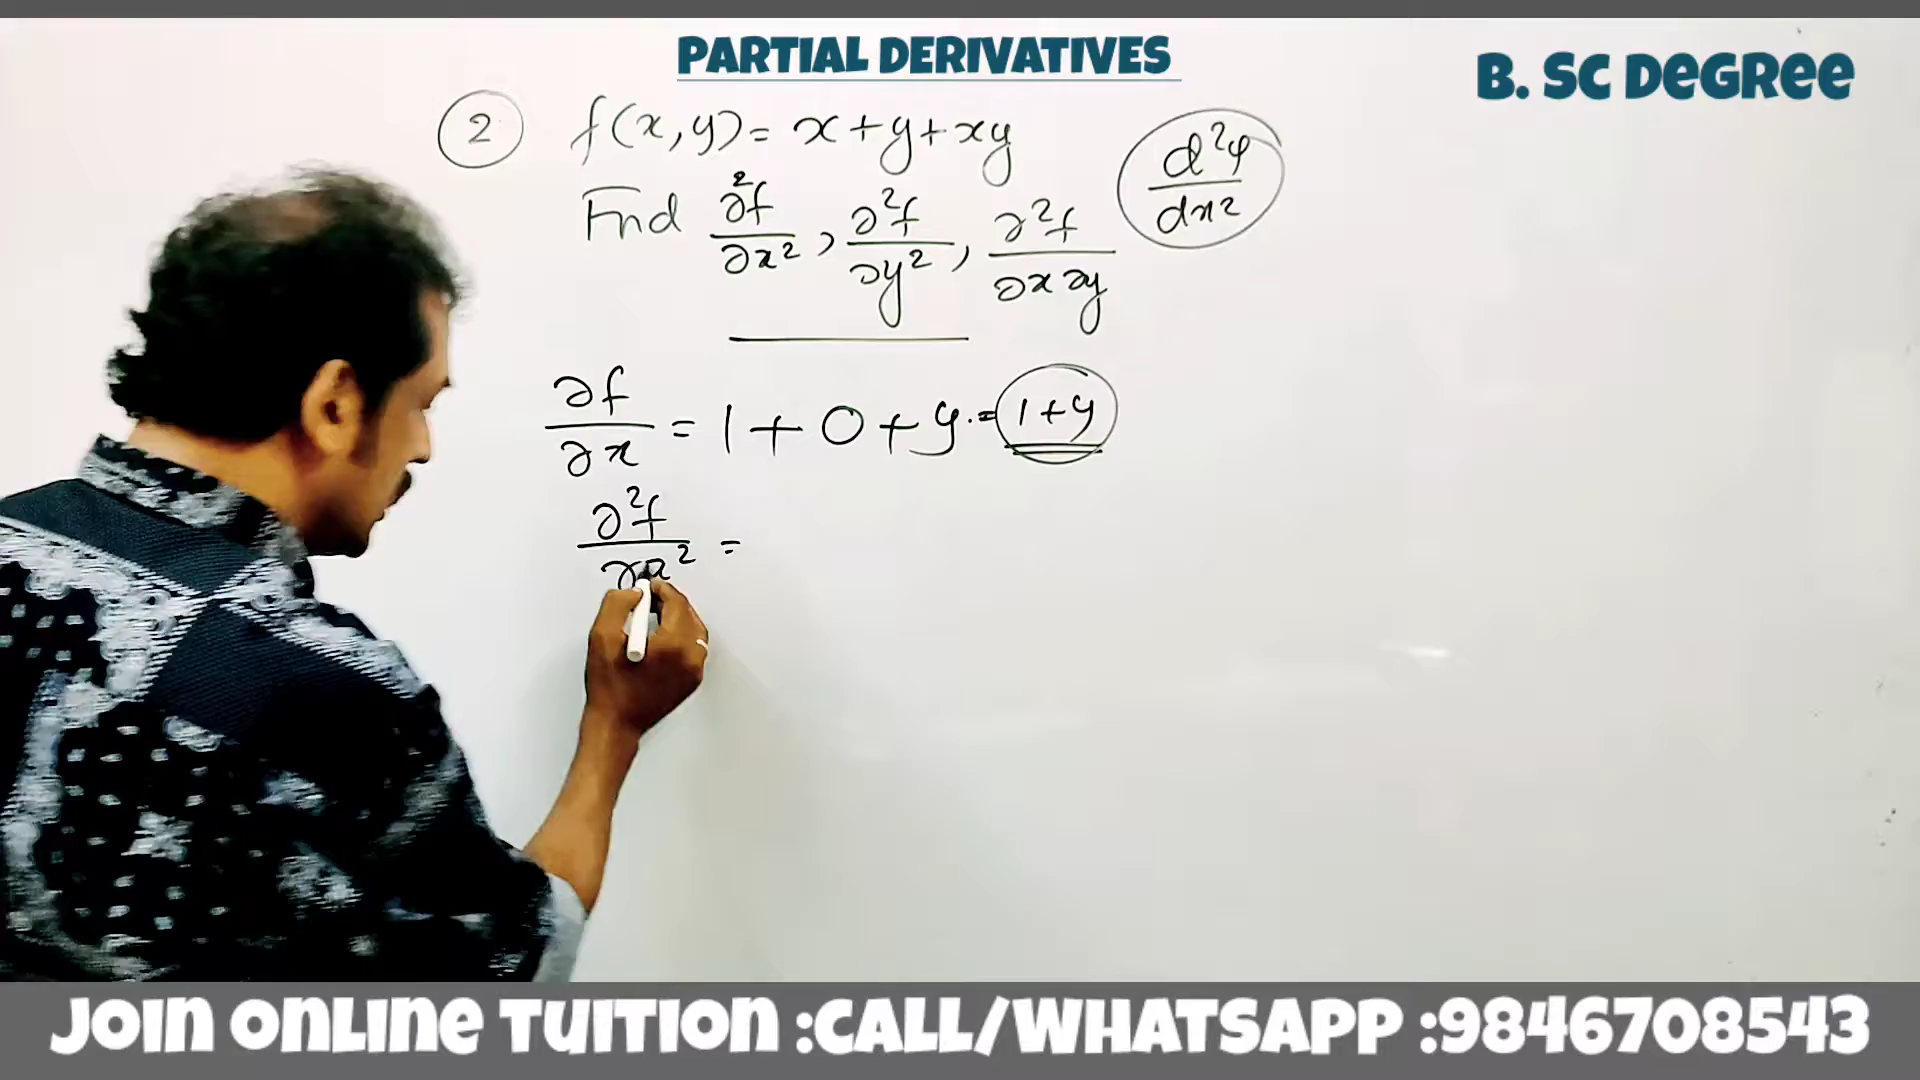 PARTIAL DERIVATIVES
B. SC DEGREE
2 f(x,y)= x+y+xy
d²y/dx²
Find ∂²f/∂x², ∂²f/∂y², ∂²f/∂x∂y
∂f/∂x = 1+0+y. = 1+y
∂²f/∂x² =
JOIN ONLINE TUITION :CALL/WHATSAPP :9846708543